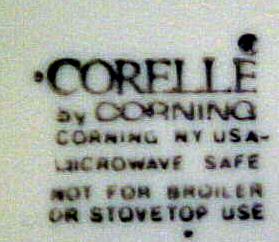 CORELLE
BY CORNING
CORNING NY USA-
MICROWAVE SAFE
NOT FOR BROILER
OR STOVETOP USE